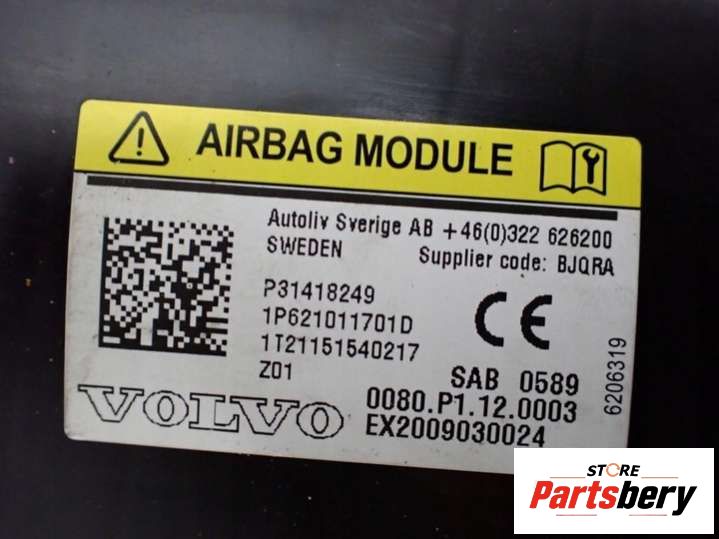 AIRBAG MODULE
Autoliv Sverige AB +46(0)322 626200
SWEDEN
Supplier code: BJQRA
P31418249
1P621011701D
1T21151540217
Z01
SAB 0589
0080.P1.12.0003
EX2009030024
VOLVO
6206319
STORE
Partsbery